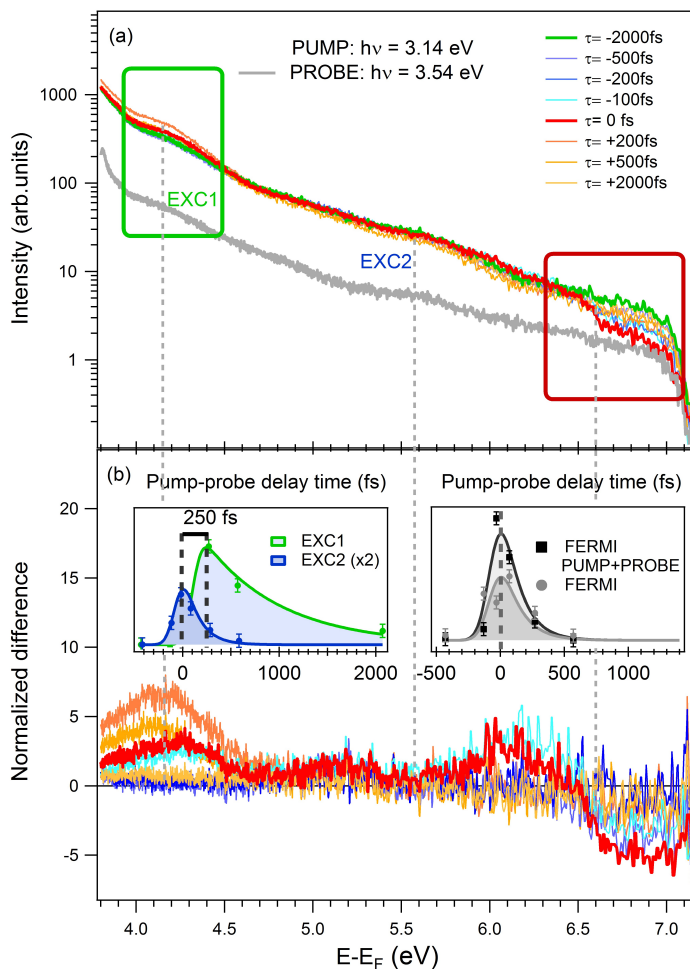 (a)
PUMP: hν = 3.14 eV
PROBE: hν = 3.54 eV
τ= -2000fs
τ= -500fs
τ= -200fs
τ= -100fs
τ= 0 fs
τ= +200fs
τ= +500fs
τ= +2000fs
Intensity (arb.units)
1000
100
10
1
EXC1
EXC2
(b)
Pump-probe delay time (fs)
Pump-probe delay time (fs)
250 fs
EXC1
EXC2 (x2)
0
1000
2000
FERMI
PUMP+PROBE
FERMI
-500
0
500
1000
Normalized difference
20
15
10
5
0
-5
4.0
4.5
5.0
5.5
6.0
6.5
7.0
E-EF (eV)